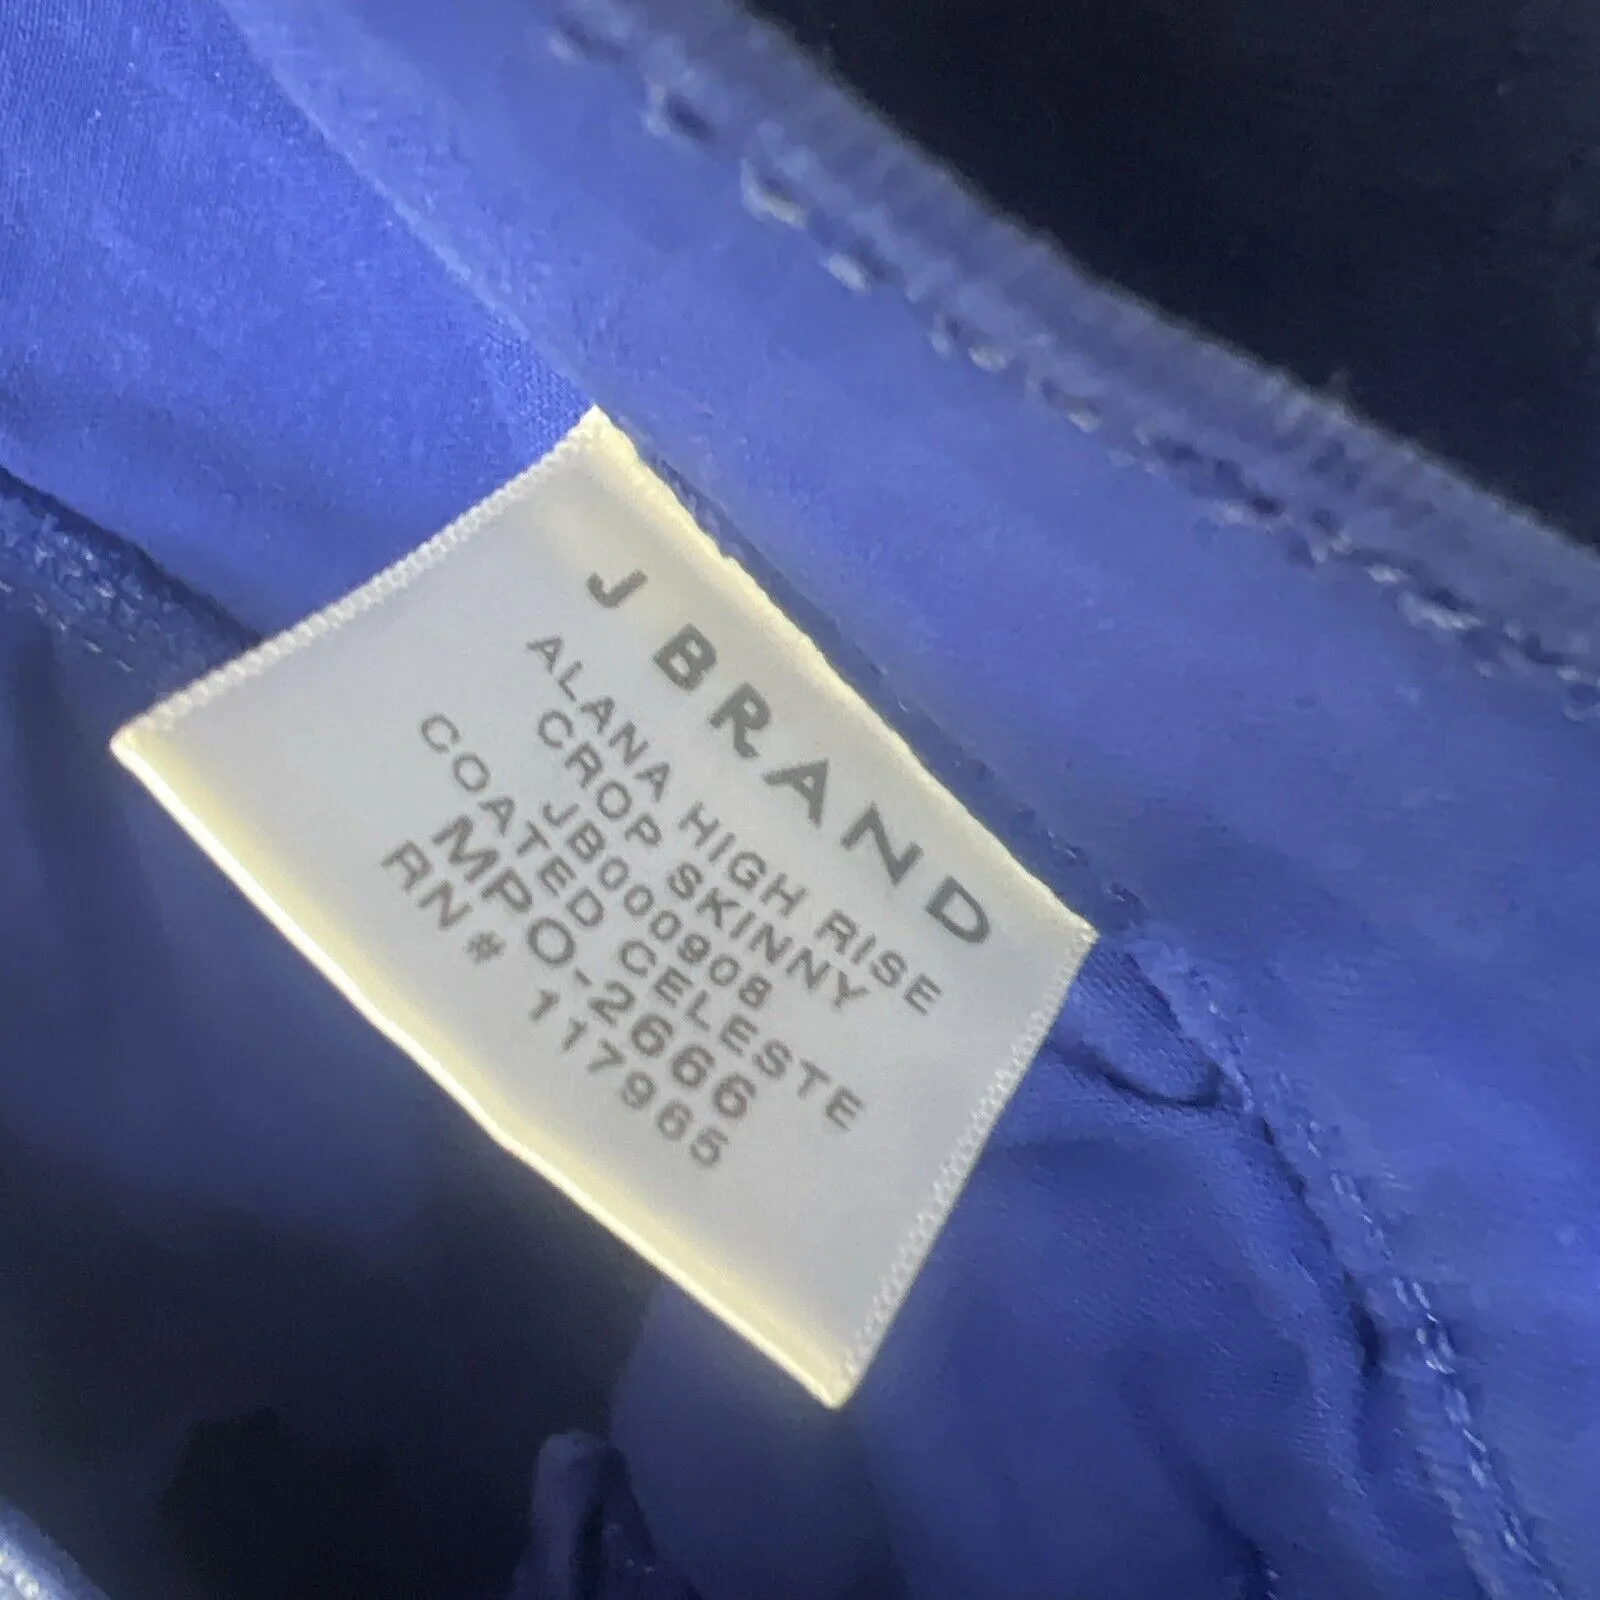 J BRAND
ALANA HIGH RISE
CROP SKINNY
JB000908
COATED CELESTE
MPO-2666
RN# 117965